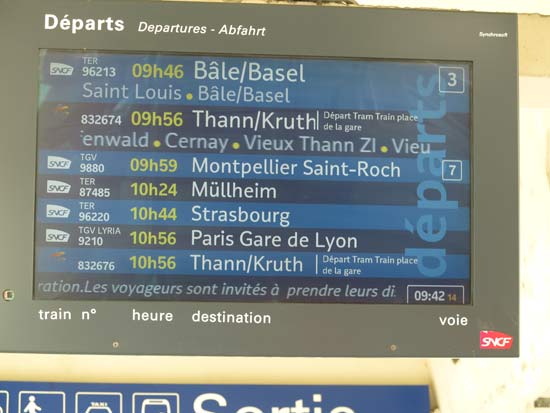 Départs Departures - Abfahrt
Synchrosoft
SNCF TER 96213 09h46 Bâle/Basel 3
Saint Louis • Bâle/Basel
832674 09h56 Thann/Kruth Départ Tram Train place de la gare
enwald • Cernay • Vieux Thann ZI • Vieu
SNCF TGV 9880 09h59 Montpellier Saint-Roch 7
SNCF TER 87485 10h24 Müllheim
SNCF TER 96220 10h44 Strasbourg
SNCF TGV LYRIA 9210 10h56 Paris Gare de Lyon
832676 10h56 Thann/Kruth Départ Tram Train place de la gare
départs
ration.Les voyageurs sont invités à prendre leurs di
09:42 14
train n° heure destination voie
SNCF
TAXI
Sortie